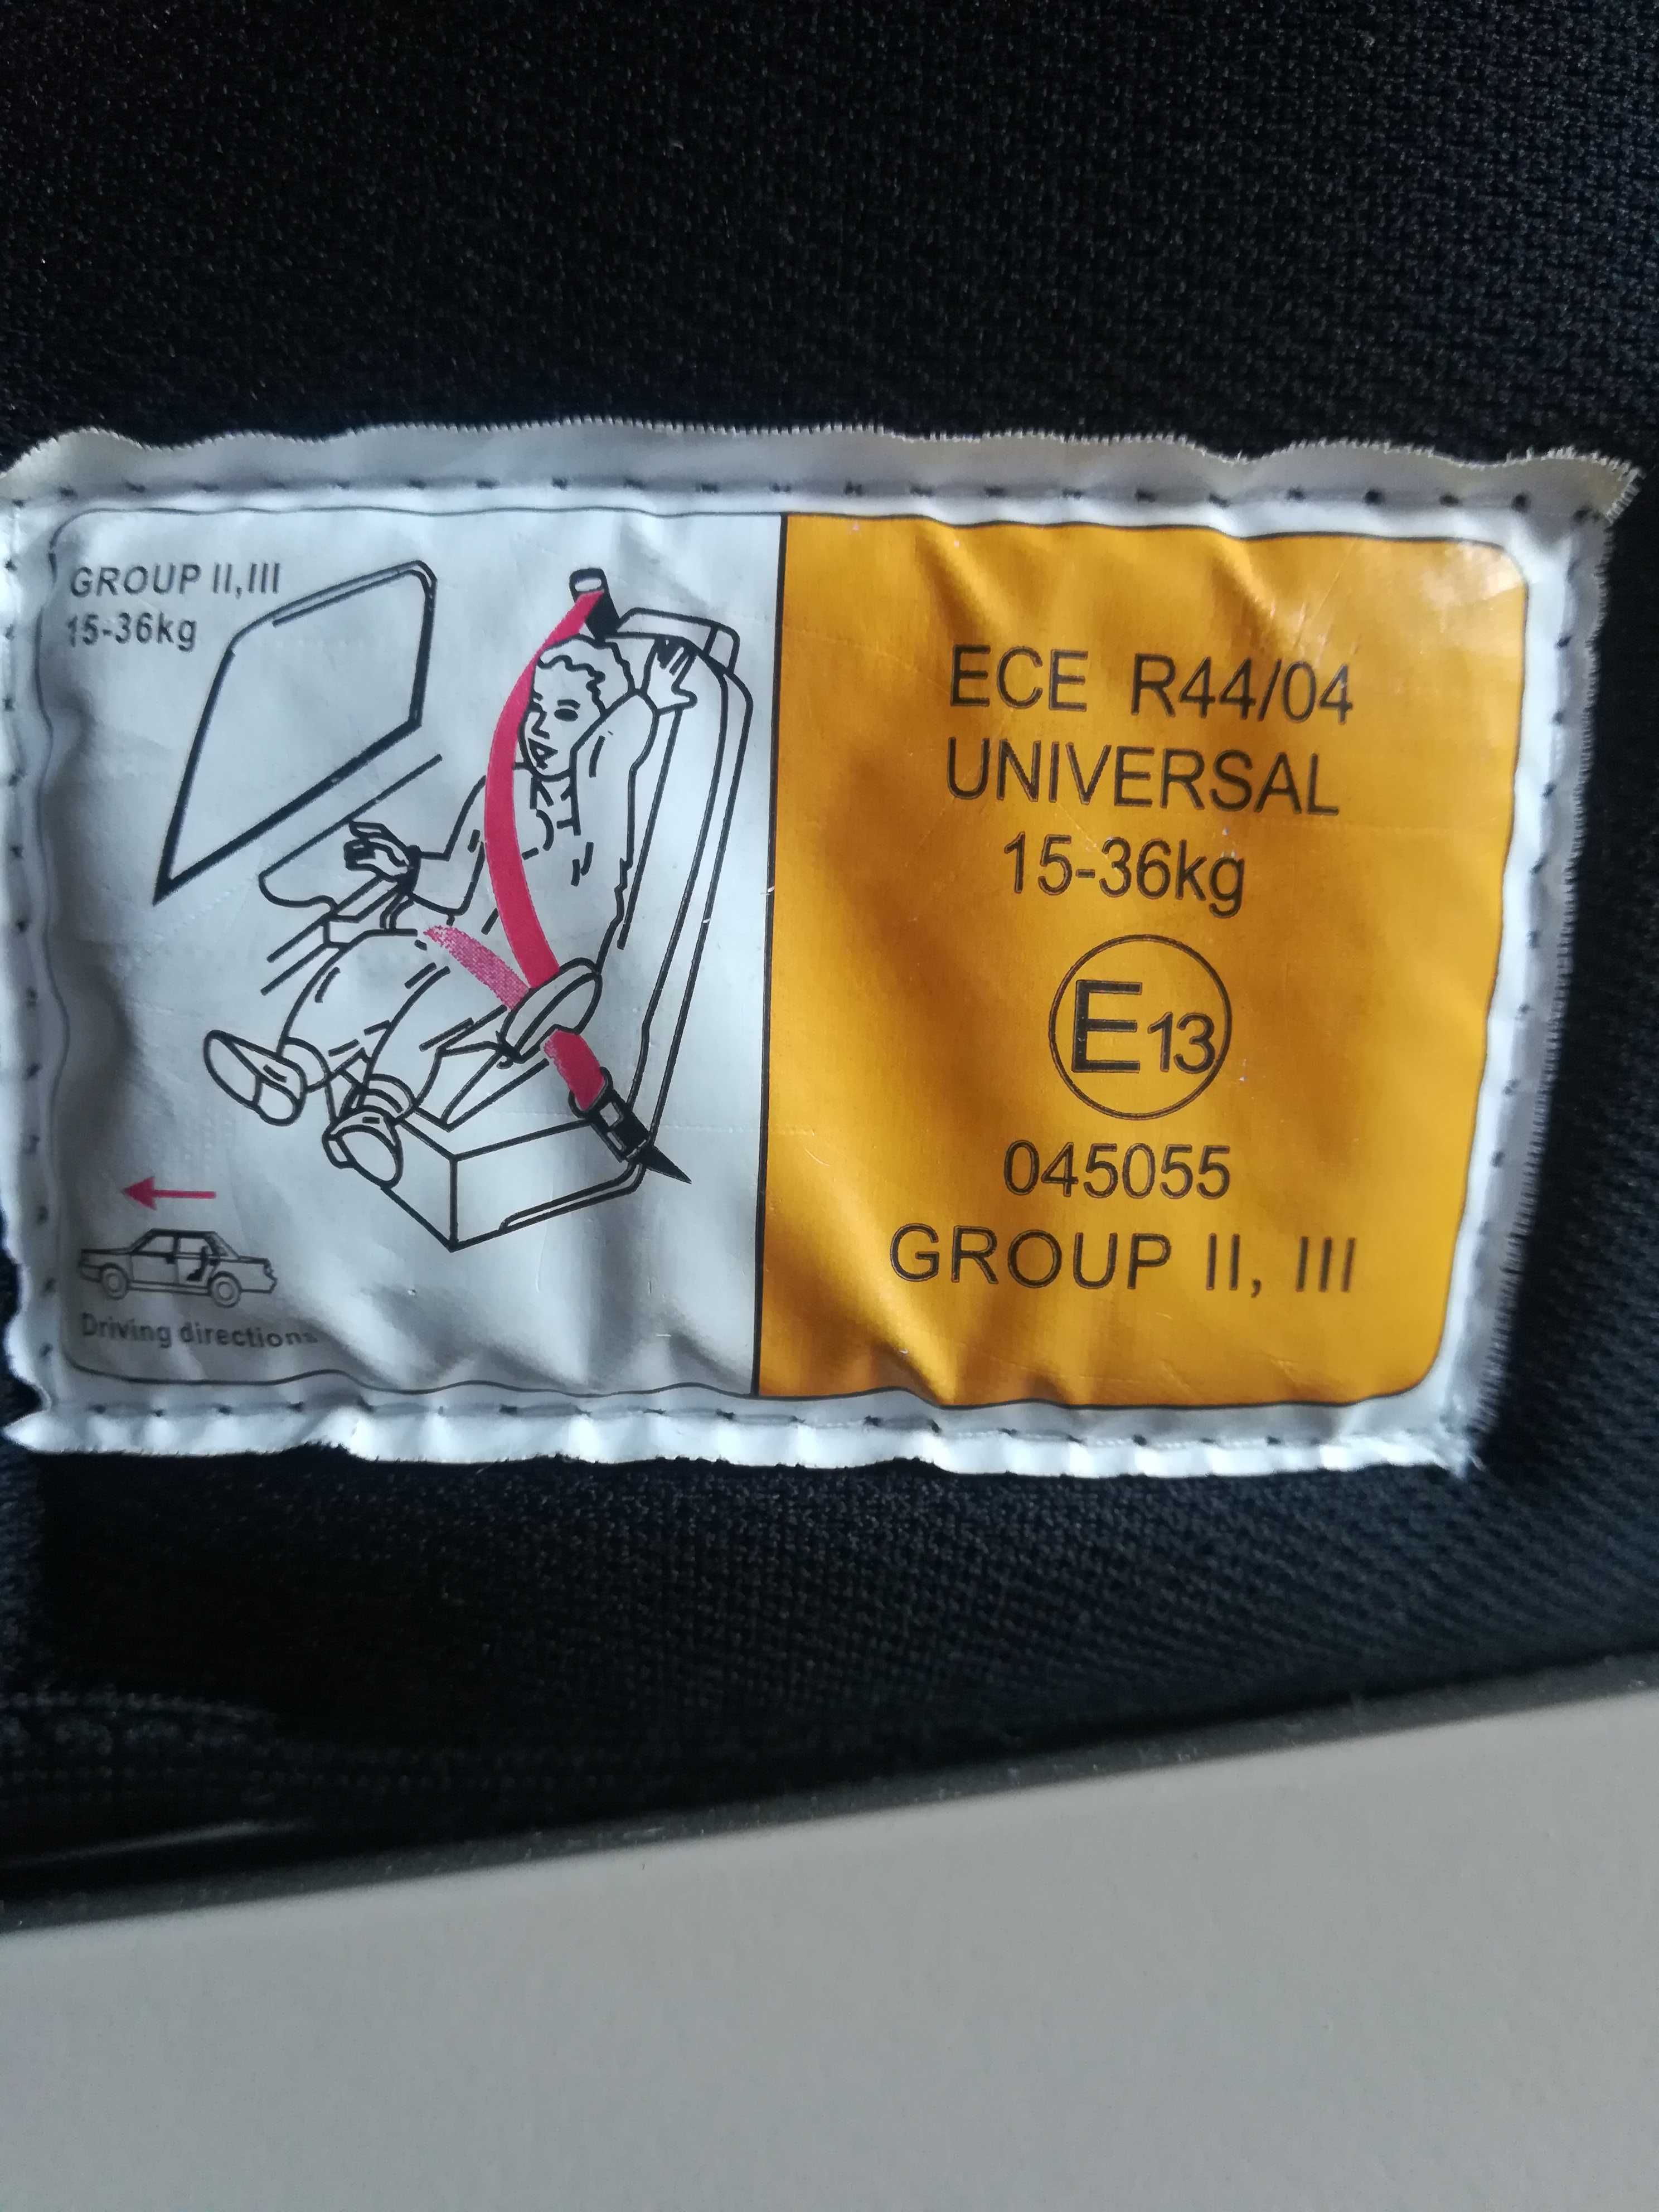 GROUP II,III
15-36kg
Driving directions
ECE R44/04
UNIVERSAL
15-36kg
E13
045055
GROUP II, III